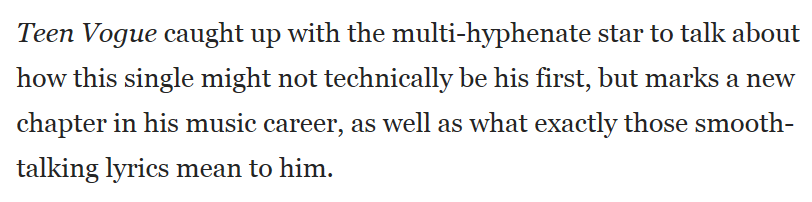 Teen Vogue caught up with the multi-hyphenate star to talk about
how this single might not technically be his first, but marks a new
chapter in his music career, as well as what exactly those smooth-
talking lyrics mean to him.